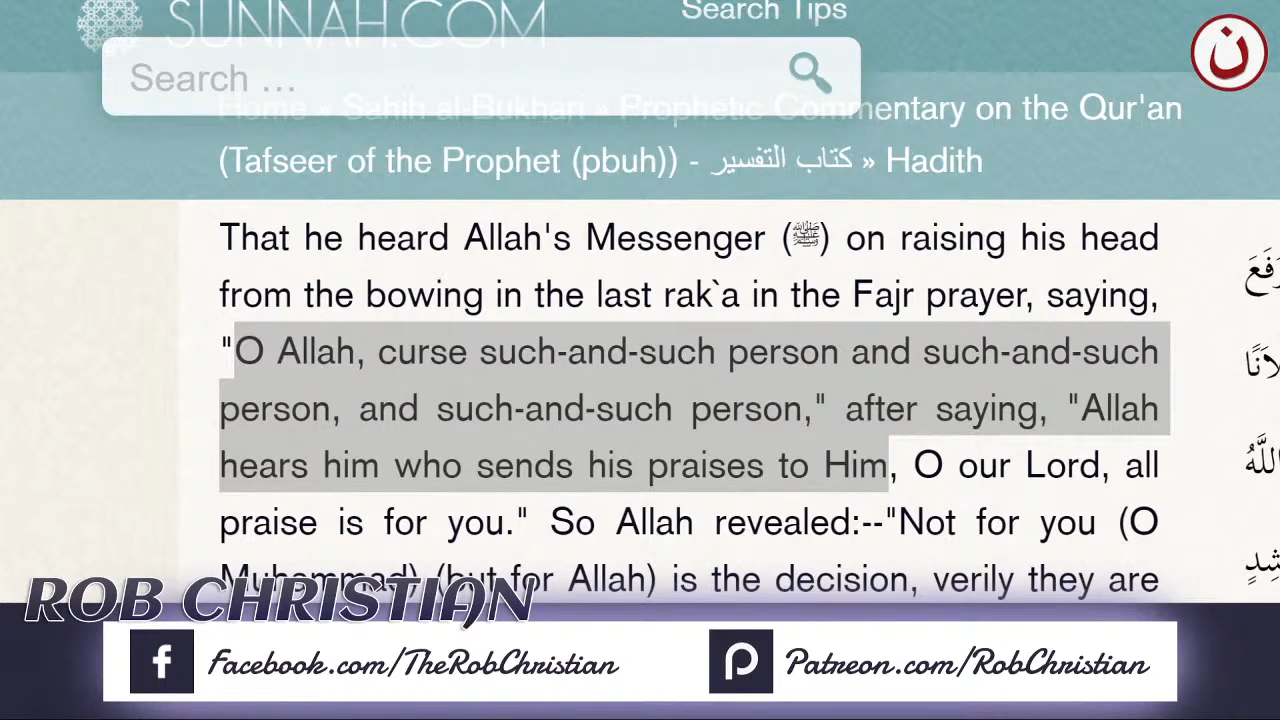 SUNNAH.COM
Search Tips
Search ...
ن
Home » Sahih al-Bukhari » Prophetic Commentary on the Qur'an
(Tafseer of the Prophet (pbuh)) - كتاب التفسير » Hadith
That he heard Allah's Messenger (ﷺ) on raising his head
from the bowing in the last rak`a in the Fajr prayer, saying,
"O Allah, curse such-and-such person and such-and-such
person, and such-and-such person," after saying, "Allah
hears him who sends his praises to Him, O our Lord, all
praise is for you." So Allah revealed:--"Not for you (O
Muhammad) (but for Allah) is the decision, verily they are
ROB CHRISTIAN
Facebook.com/TheRobChristian
Patreon.com/RobChristian